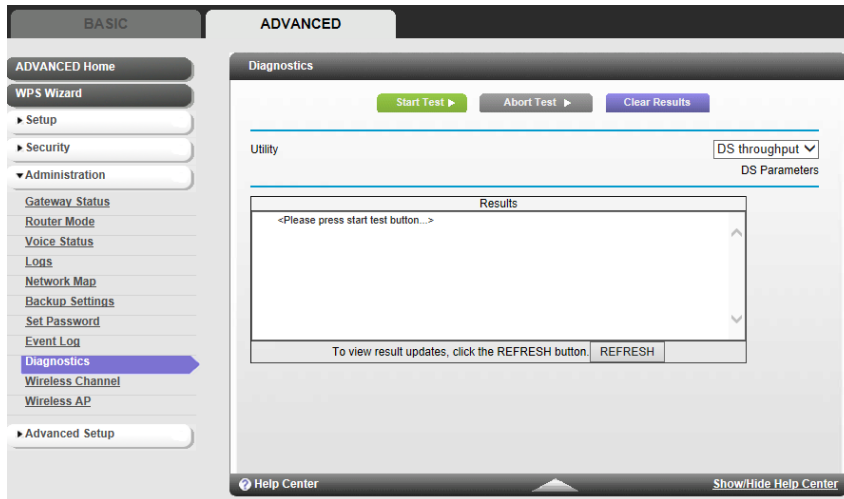 BASIC
ADVANCED
ADVANCED Home
WPS Wizard
Setup
Security
Administration
Gateway Status
Router Mode
Voice Status
Logs
Network Map
Backup Settings
Set Password
Event Log
Diagnostics
Wireless Channel
Wireless AP
Advanced Setup
Diagnostics
Start Test
Abort Test
Clear Results
Utility
DS throughput
DS Parameters
Results
<Please press start test button...>
To view result updates, click the REFRESH button. REFRESH
Help Center
Show/Hide Help Center